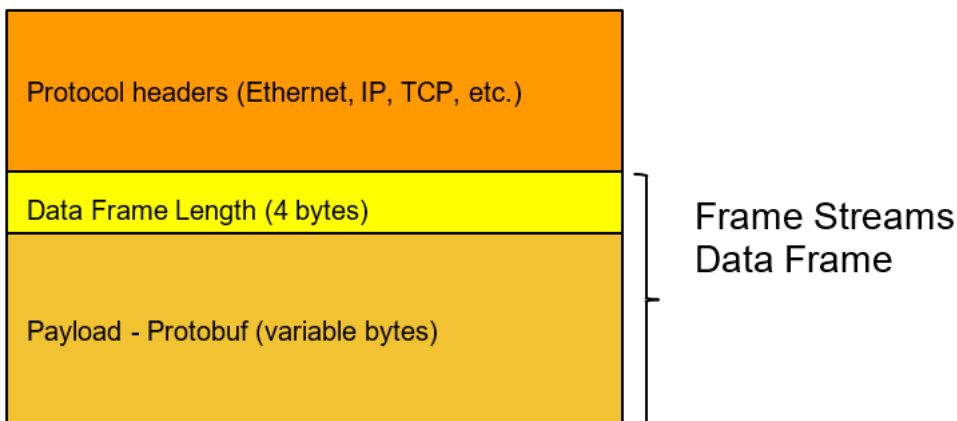 Protocol headers (Ethernet, IP, TCP, etc.)
Data Frame Length (4 bytes)
Frame Streams
Data Frame
Payload - Protobuf (variable bytes)